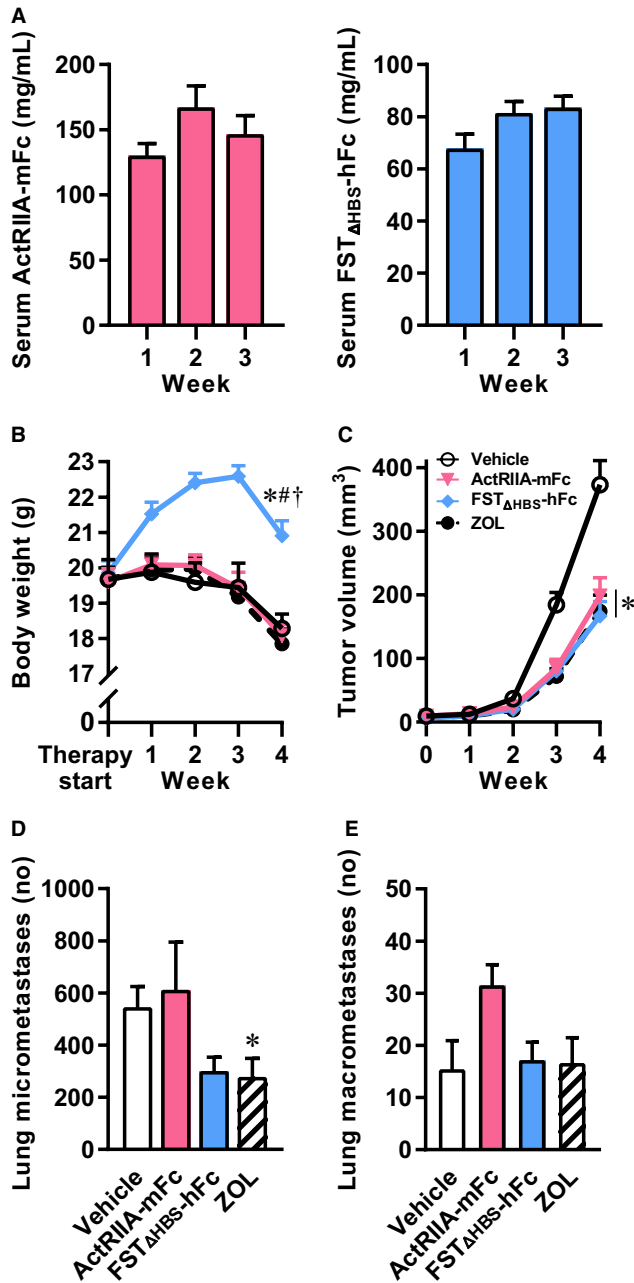 A
Serum ActRIIA-mFc (mg/mL)
200
150
100
50
0
1 2 3
Week
Serum FSTΔHBS-hFc (mg/mL)
100
80
60
40
20
0
1 2 3
Week
B
Body weight (g)
23
22
21
20
19
18
17
0
*#†
Therapy start
1 2 3 4
Week
C
Tumor volume (mm³)
400
300
200
100
0
Vehicle
ActRIIA-mFc
FSTΔHBS-hFc
ZOL
*
0 1 2 3 4
Week
D
Lung micrometastases (no)
1000
800
600
400
200
0
*
Vehicle
ActRIIA-mFc
FSTΔHBS-hFc
ZOL
E
Lung macrometastases (no)
50
40
30
20
10
0
Vehicle
ActRIIA-mFc
FSTΔHBS-hFc
ZOL